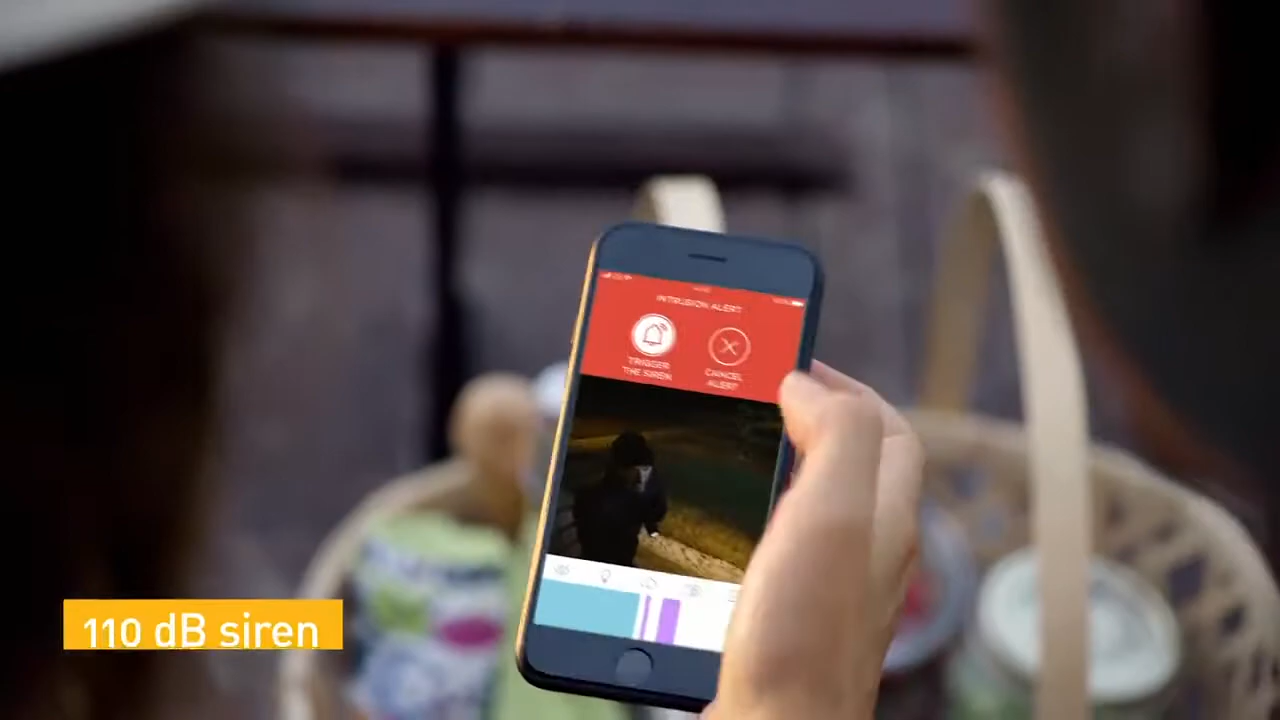 INTRUSION ALERT
TRIGGER
THE SIREN
CANCEL
ALERT
110 dB siren